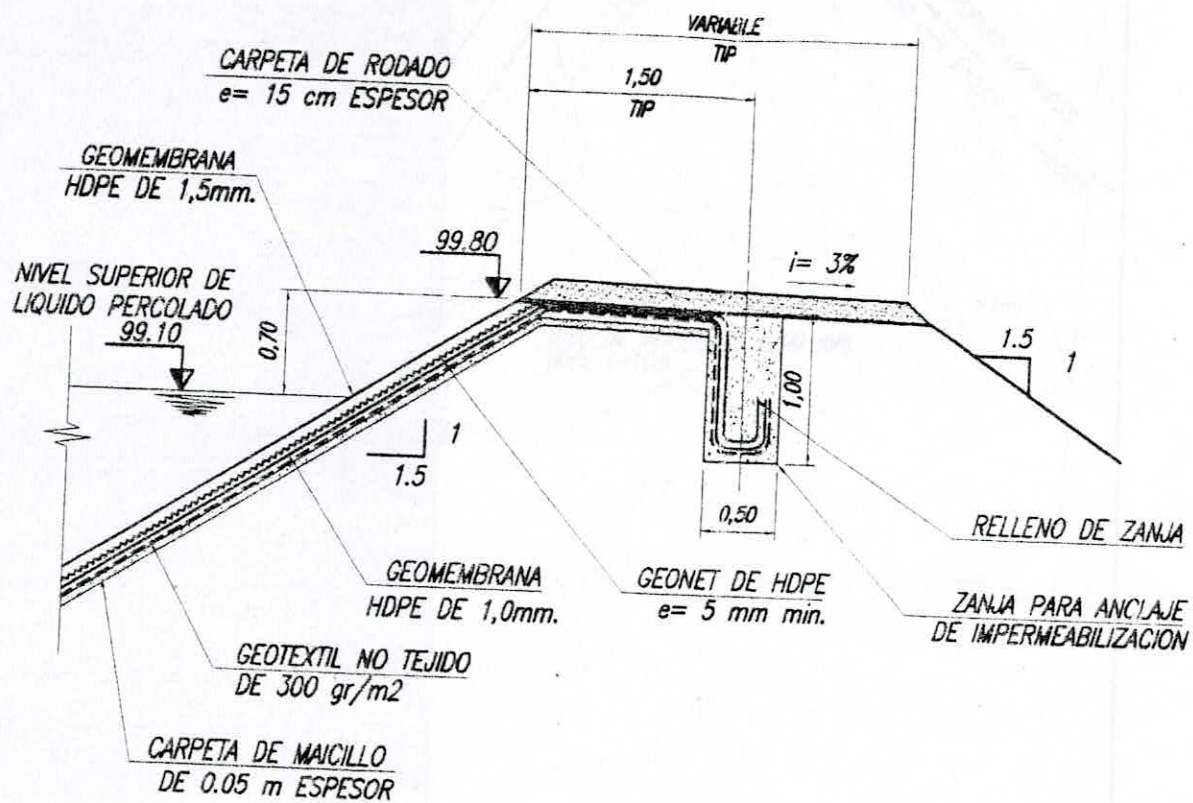 VARIABLE
TIP
CARPETA DE RODADO
e= 15 cm ESPESOR
1,50
TIP
GEOMEMBRANA
HDPE DE 1,5mm.
99.80
i= 3%
NIVEL SUPERIOR DE
LIQUIDO PERCOLADO
99.10
0,70
1.5
1
1,00
1
1.5
0,50
RELLENO DE ZANJA
GEOMEMBRANA
HDPE DE 1,0mm.
GEONET DE HDPE
e= 5 mm min.
ZANJA PARA ANCLAJE
DE IMPERMEABILIZACION
GEOTEXTIL NO TEJIDO
DE 300 gr/m2
CARPETA DE MAICILLO
DE 0.05 m ESPESOR